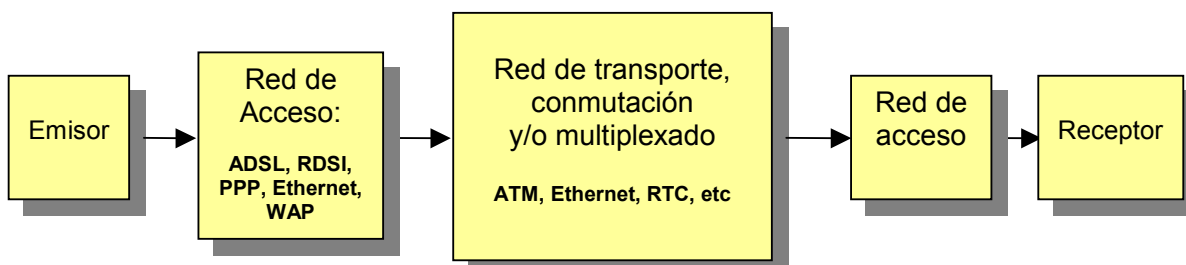 Emisor
Red de
Acceso:
ADSL, RDSI,
PPP, Ethernet,
WAP
Red de transporte,
conmutación
y/o multiplexado
ATM, Ethernet, RTC, etc
Red de
acceso
Receptor